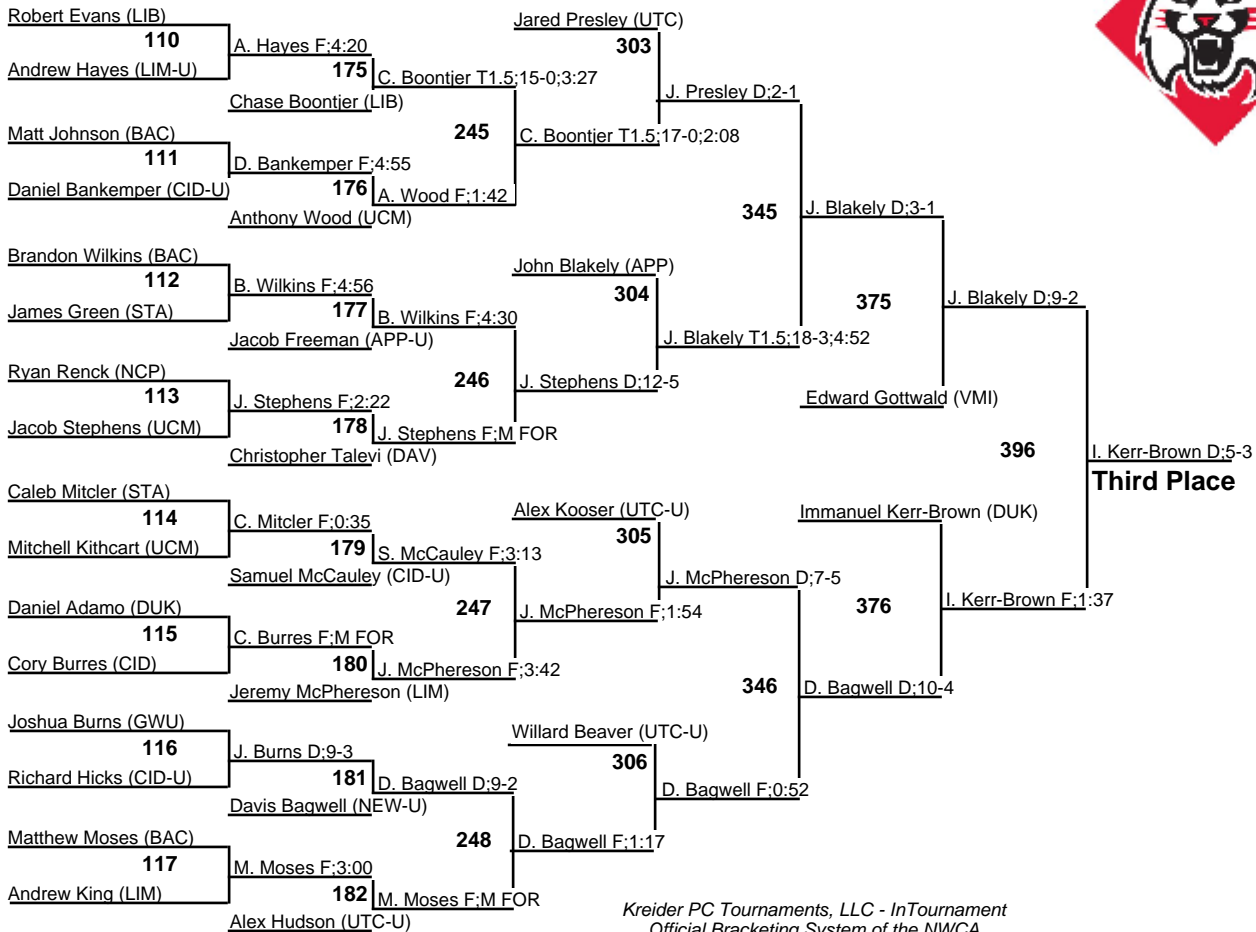 Robert Evans (LIB)
110
Andrew Hayes (LIM-U)
Matt Johnson (BAC)
111
Daniel Bankemper (CID-U)
Brandon Wilkins (BAC)
112
James Green (STA)
Ryan Renck (NCP)
113
Jacob Stephens (UCM)
Caleb Mitcler (STA)
114
Mitchell Kithcart (UCM)
Daniel Adamo (DUK)
115
Cory Burres (CID)
Joshua Burns (GWU)
116
Richard Hicks (CID-U)
Matthew Moses (BAC)
117
Andrew King (LIM)
A. Hayes F;4:20
175
Chase Boontjer (LIB)
D. Bankemper F;4:55
176
Anthony Wood (UCM)
B. Wilkins F;4:56
177
Jacob Freeman (APP-U)
J. Stephens F;2:22
178
Christopher Talevi (DAV)
C. Mitcler F;0:35
179
Samuel McCauley (CID-U)
C. Burres F;M FOR
180
Jeremy McPhereson (LIM)
J. Burns D;9-3
181
Davis Bagwell (NEW-U)
M. Moses F;3:00
182
Alex Hudson (UTC-U)
C. Boontjer T1.5;15-0;3:27
245
A. Wood F;1:42
B. Wilkins F;4:30
246
J. Stephens F;M FOR
S. McCauley F;3:13
247
J. McPhereson F;3:42
D. Bagwell D;9-2
248
M. Moses F;M FOR
Jared Presley (UTC)
303
C. Boontjer T1.5;17-0;2:08
John Blakely (APP)
304
J. Stephens D;12-5
Alex Kooser (UTC-U)
305
J. McPhereson F;1:54
Willard Beaver (UTC-U)
306
D. Bagwell F;1:17
J. Presley D;2-1
345
J. Blakely T1.5;18-3;4:52
J. McPhereson D;7-5
346
D. Bagwell F;0:52
J. Blakely D;3-1
375
Edward Gottwald (VMI)
Immanuel Kerr-Brown (DUK)
376
D. Bagwell D;10-4
J. Blakely D;9-2
396
I. Kerr-Brown F;1:37
I. Kerr-Brown D;5-3
Third Place
Kreider PC Tournaments, LLC - InTournament
Official Bracketing System of the NWCA